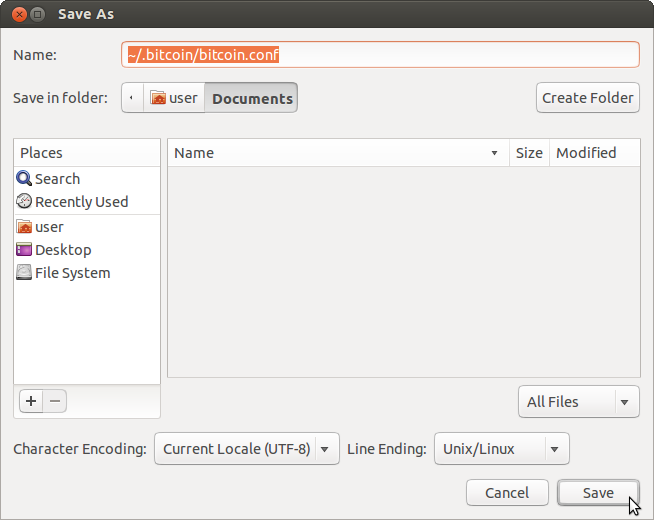 Save As
Name: ~/.bitcoin/bitcoin.conf
Save in folder: user Documents Create Folder
Places Name Size Modified
Search
Recently Used
user
Desktop
File System
All Files
Character Encoding: Current Locale (UTF-8) Line Ending: Unix/Linux
Cancel Save